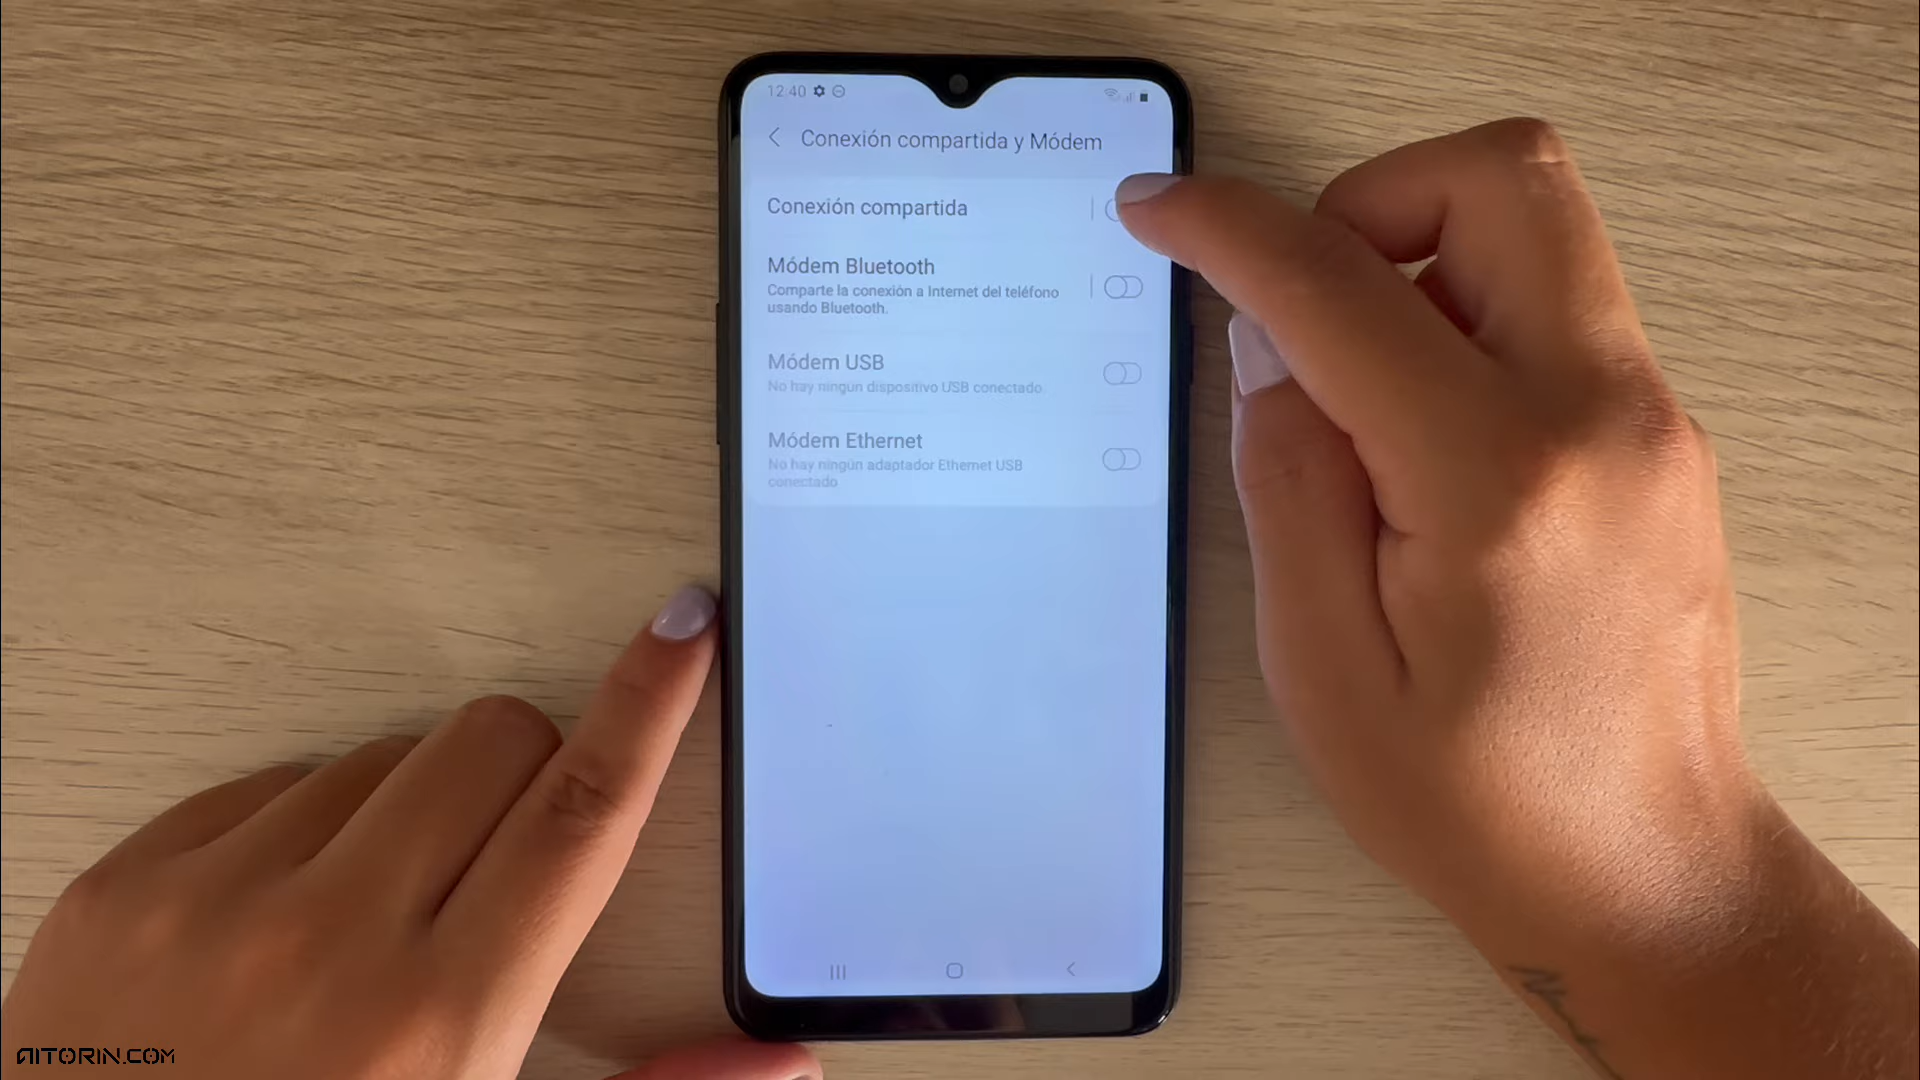 12:40
Conexión compartida y Módem
Conexión compartida
Módem Bluetooth
Comparte la conexión a Internet del teléfono
usando Bluetooth.
Módem USB
No hay ningún dispositivo USB conectado.
Módem Ethernet
No hay ningún adaptador Ethernet USB
conectado
AITORIN.COM